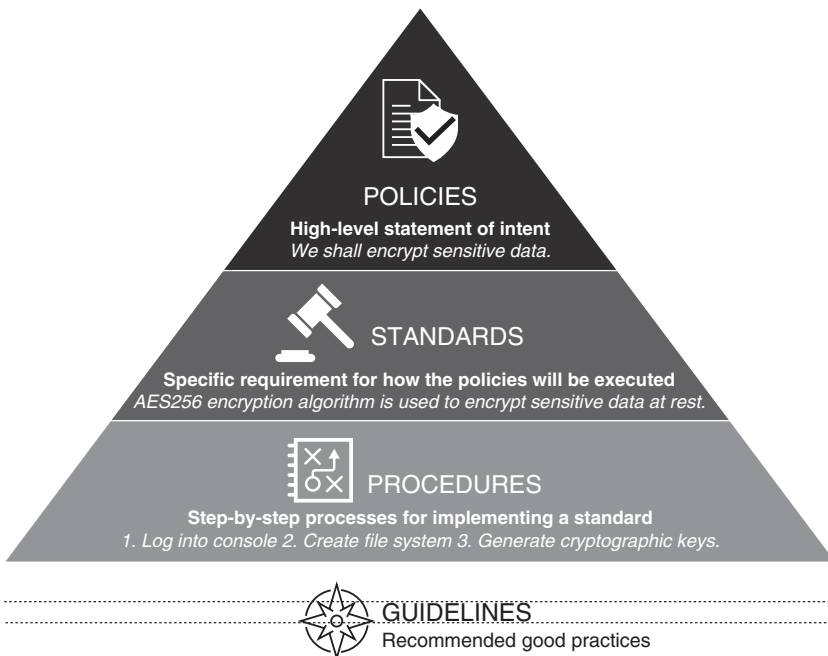 POLICIES
High-level statement of intent
We shall encrypt sensitive data.
STANDARDS
Specific requirement for how the policies will be executed
AES256 encryption algorithm is used to encrypt sensitive data at rest.
PROCEDURES
Step-by-step processes for implementing a standard
1. Log into console 2. Create file system 3. Generate cryptographic keys.
GUIDELINES
Recommended good practices